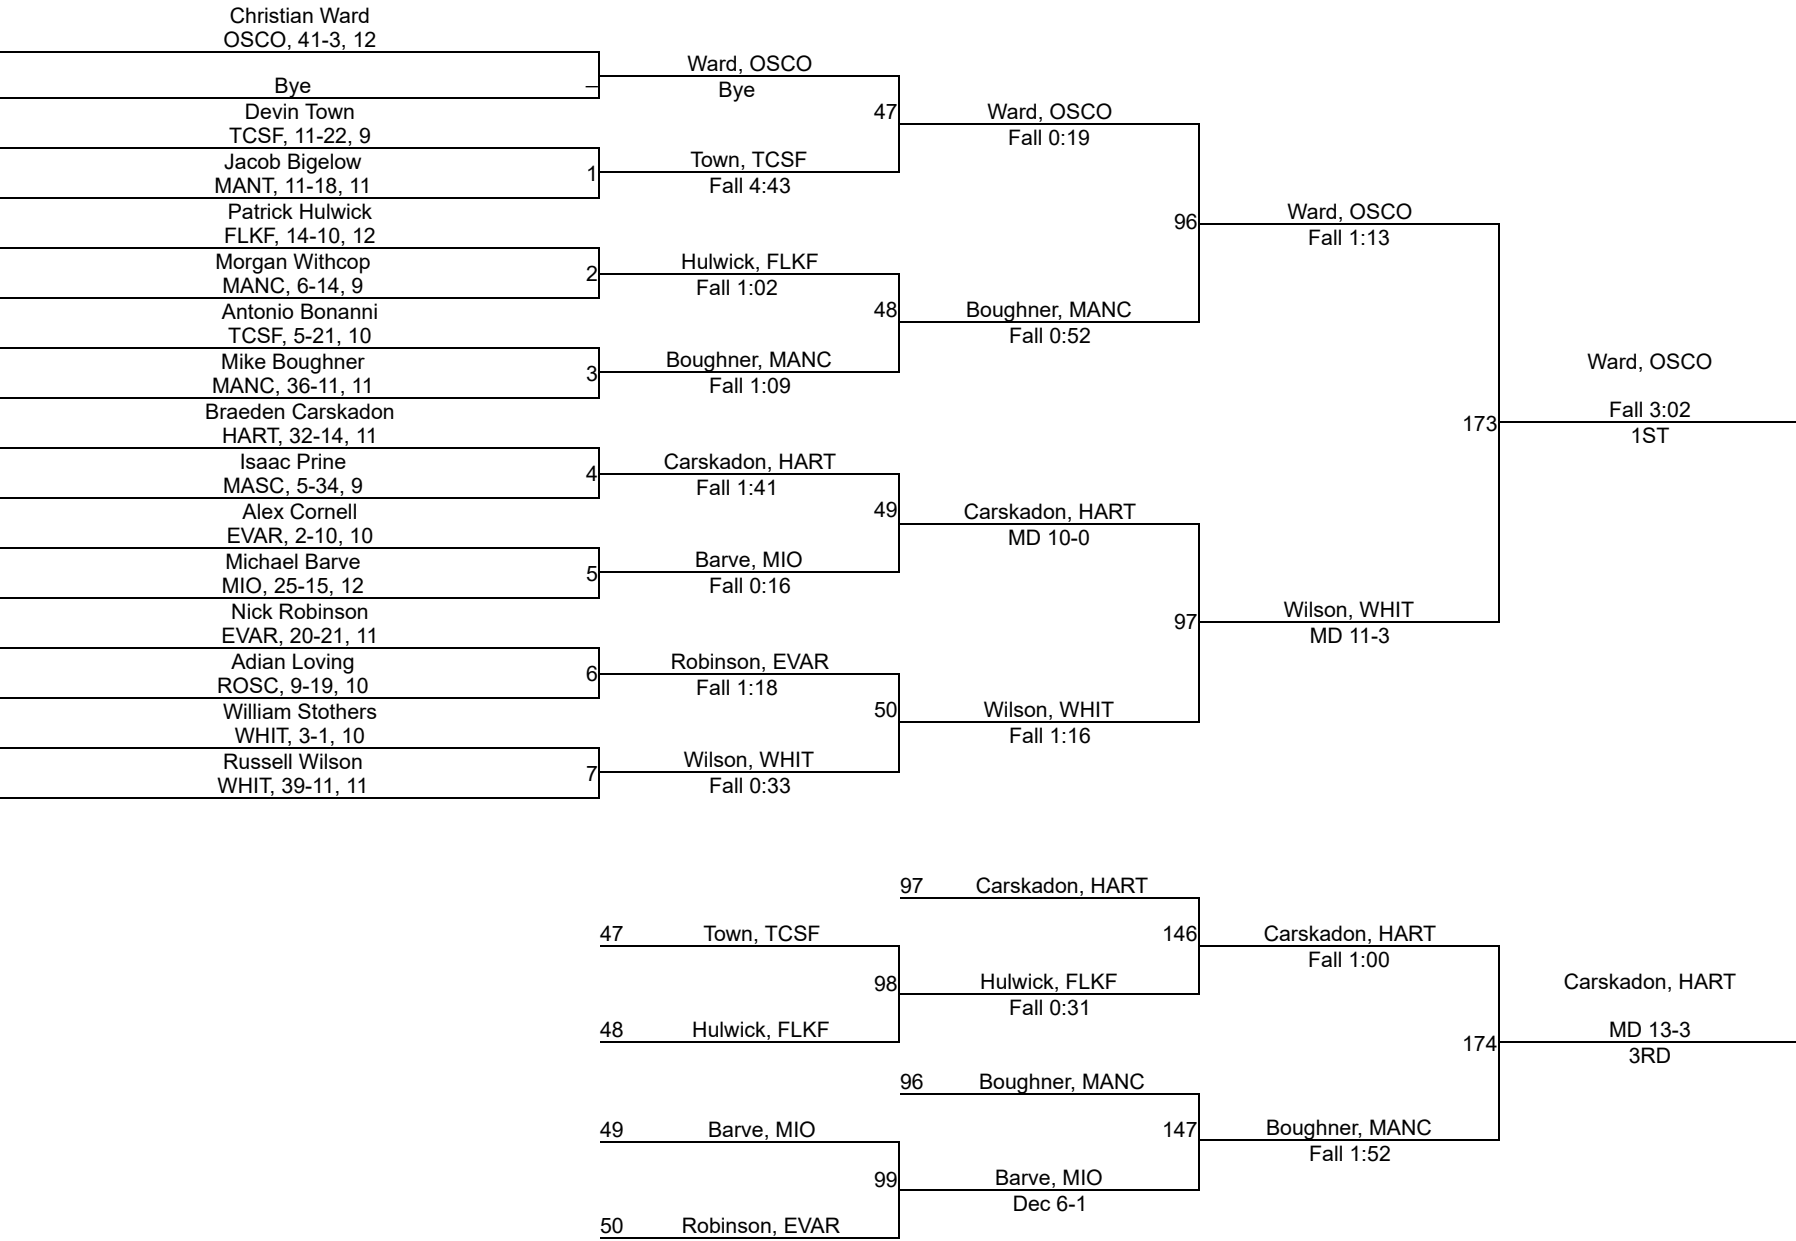 Christian Ward
OSCO, 41-3, 12
Bye
Devin Town
TCSF, 11-22, 9
Jacob Bigelow
MANT, 11-18, 11
Patrick Hulwick
FLKF, 14-10, 12
Morgan Withcop
MANC, 6-14, 9
Antonio Bonanni
TCSF, 5-21, 10
Mike Boughner
MANC, 36-11, 11
Braeden Carskadon
HART, 32-14, 11
Isaac Prine
MASC, 5-34, 9
Alex Cornell
EVAR, 2-10, 10
Michael Barve
MIO, 25-15, 12
Nick Robinson
EVAR, 20-21, 11
Adian Loving
ROSC, 9-19, 10
William Stothers
WHIT, 3-1, 10
Russell Wilson
WHIT, 39-11, 11
–
1
2
3
4
5
6
7
Ward, OSCO
Bye
Town, TCSF
Fall 4:43
Hulwick, FLKF
Fall 1:02
Boughner, MANC
Fall 1:09
Carskadon, HART
Fall 1:41
Barve, MIO
Fall 0:16
Robinson, EVAR
Fall 1:18
Wilson, WHIT
Fall 0:33
47
48
49
50
Ward, OSCO
Fall 0:19
Boughner, MANC
Fall 0:52
Carskadon, HART
MD 10-0
Wilson, WHIT
Fall 1:16
96
97
Ward, OSCO
Fall 1:13
Wilson, WHIT
MD 11-3
173
Ward, OSCO
Fall 3:02
1ST
47 Town, TCSF
48 Hulwick, FLKF
49 Barve, MIO
50 Robinson, EVAR
98
99
97 Carskadon, HART
Hulwick, FLKF
Fall 0:31
96 Boughner, MANC
Barve, MIO
Dec 6-1
146
147
Carskadon, HART
Fall 1:00
Boughner, MANC
Fall 1:52
174
Carskadon, HART
MD 13-3
3RD